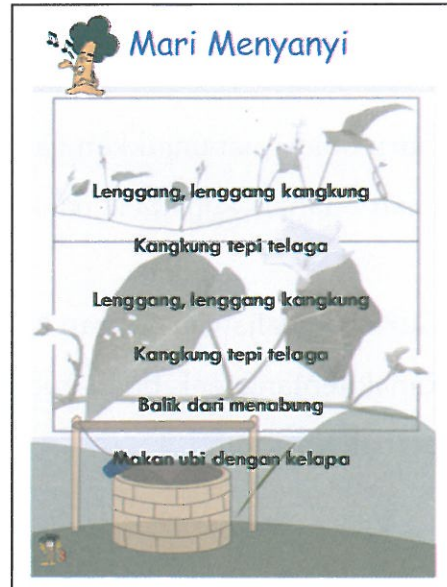 Mari Menyanyi
Lenggang, lenggang kangkung
Kangkung tepi telaga
Lenggang, lenggang kangkung
Kangkung tepi telaga
Balik dari menabung
Makan ubi dengan kelapa